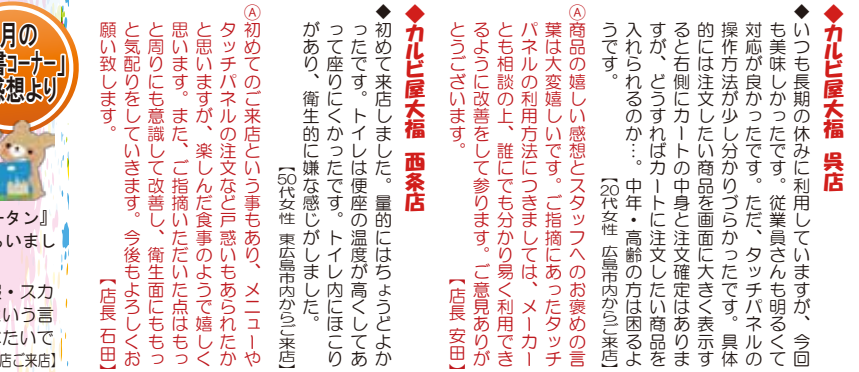 ◆カルビ屋大福 呉店
◆いつも長期の休みに利用していますが、今回
も美味しかったです。従業員さんも明るくて
対応が良かったです。ただ、タッチパネルの
操作方法が少し分かりづらかったです。具体
的には注文したい商品を画面に大きく表示す
ると右側にカートの中身と注文確定はありま
すが、どうすればカートに注文したい商品を
入れられるのか…。中年・高齢の方は困るよ
うです。
【20代女性 広島市内からご来店】
Ⓐ商品の嬉しい感想とスタッフへのお褒めの言
葉は大変嬉しいです。ご指摘にあったタッチ
パネルの利用方法につきましては、メーカー
とも相談の上、誰にでも分かり易く利用でき
るように改善をして参ります。ご意見ありが
とうございます。
【店長 安田】
◆カルビ屋大福 西条店
◆初めて来店しました。量的にはちょうどよか
ったです。トイレは便座の温度が高くしてあ
って座りにくかったです。トイレ内にほこり
があり、衛生的に嫌な感じがしました。
【50代女性 東広島市内からご来店】
Ⓐ初めてのご来店という事もあり、メニューや
タッチパネルの注文など戸惑いもあられたか
と思いますが、楽しんだ食事のようで嬉しく
思います。また、ご指摘いただいた点はもっ
と周りにも意識して改善し、衛生面にももっ
と気配りをしていきます。今後もよろしくお
願い致します。
【店長 石田】
月の
コーナー」
感想より
ータン』
らいまし
・スカ
いう言
たいで
店ご来店】